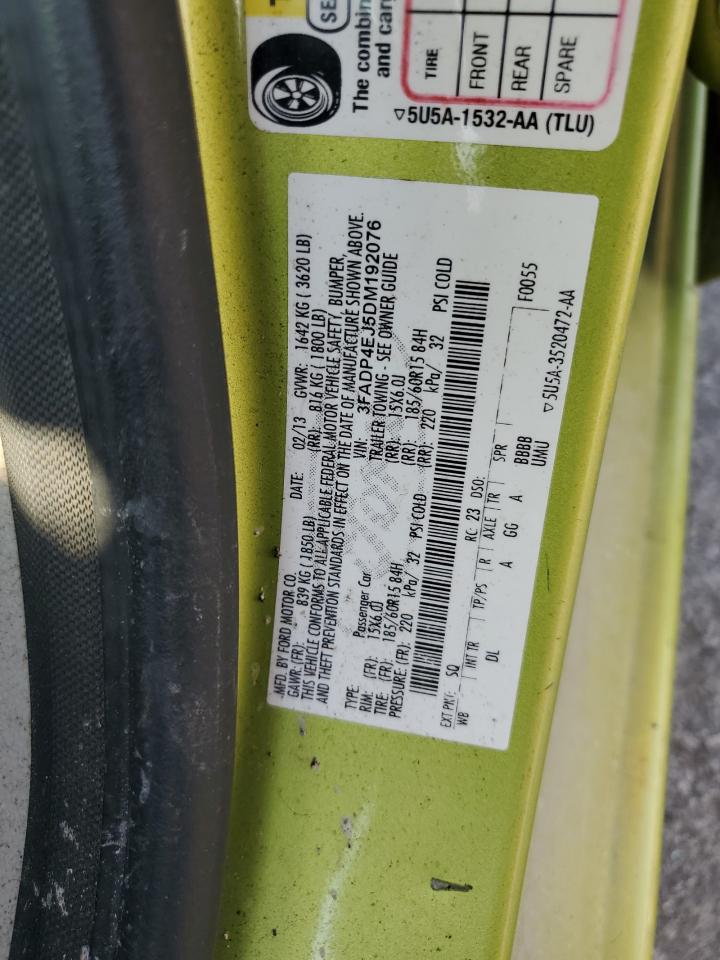 The combin
and carg
TIRE
FRONT
REAR
SPARE
5U5A-1532-AA (TLU)
MFD. BY FORD MOTOR CO.
DATE: 02/13 GVWR: 1642 KG ( 3620 LB)
GAWR: (FR): 839 KG ( 1850 LB) (RR): 816 KG ( 1800 LB)
THIS VEHICLE CONFORMS TO ALL APPLICABLE FEDERAL MOTOR VEHICLE SAFETY, BUMPER,
AND THEFT PREVENTION STANDARDS IN EFFECT ON THE DATE OF MANUFACTURE SHOWN ABOVE.
VIN: 3FADP4EJ5DM192076
TYPE: Passenger Car TRAILER TOWING - SEE OWNER GUIDE
RIM: (FR): 15X6.0J (RR): 15X6.0J
TIRE: (FR): 185/60R15 84H (RR): 185/60R15 84H
PRESSURE: (FR): 220 kPa/ 32 PSI COLD (RR): 220 kPa/ 32 PSI COLD
EXT PNT: SQ RC: 23 DSO: F0055
WB INT TR TP/PS R AXLE TR SPR
DL A GG A BBBB
UMU
5U5A-3520472-AA